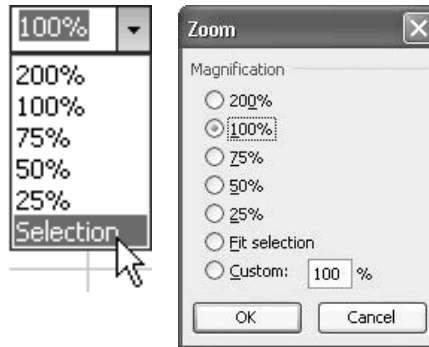 100%
200%
100%
75%
50%
25%
Selection
Zoom
Magnification
200%
100%
75%
50%
25%
Fit selection
Custom: 100 %
OK Cancel